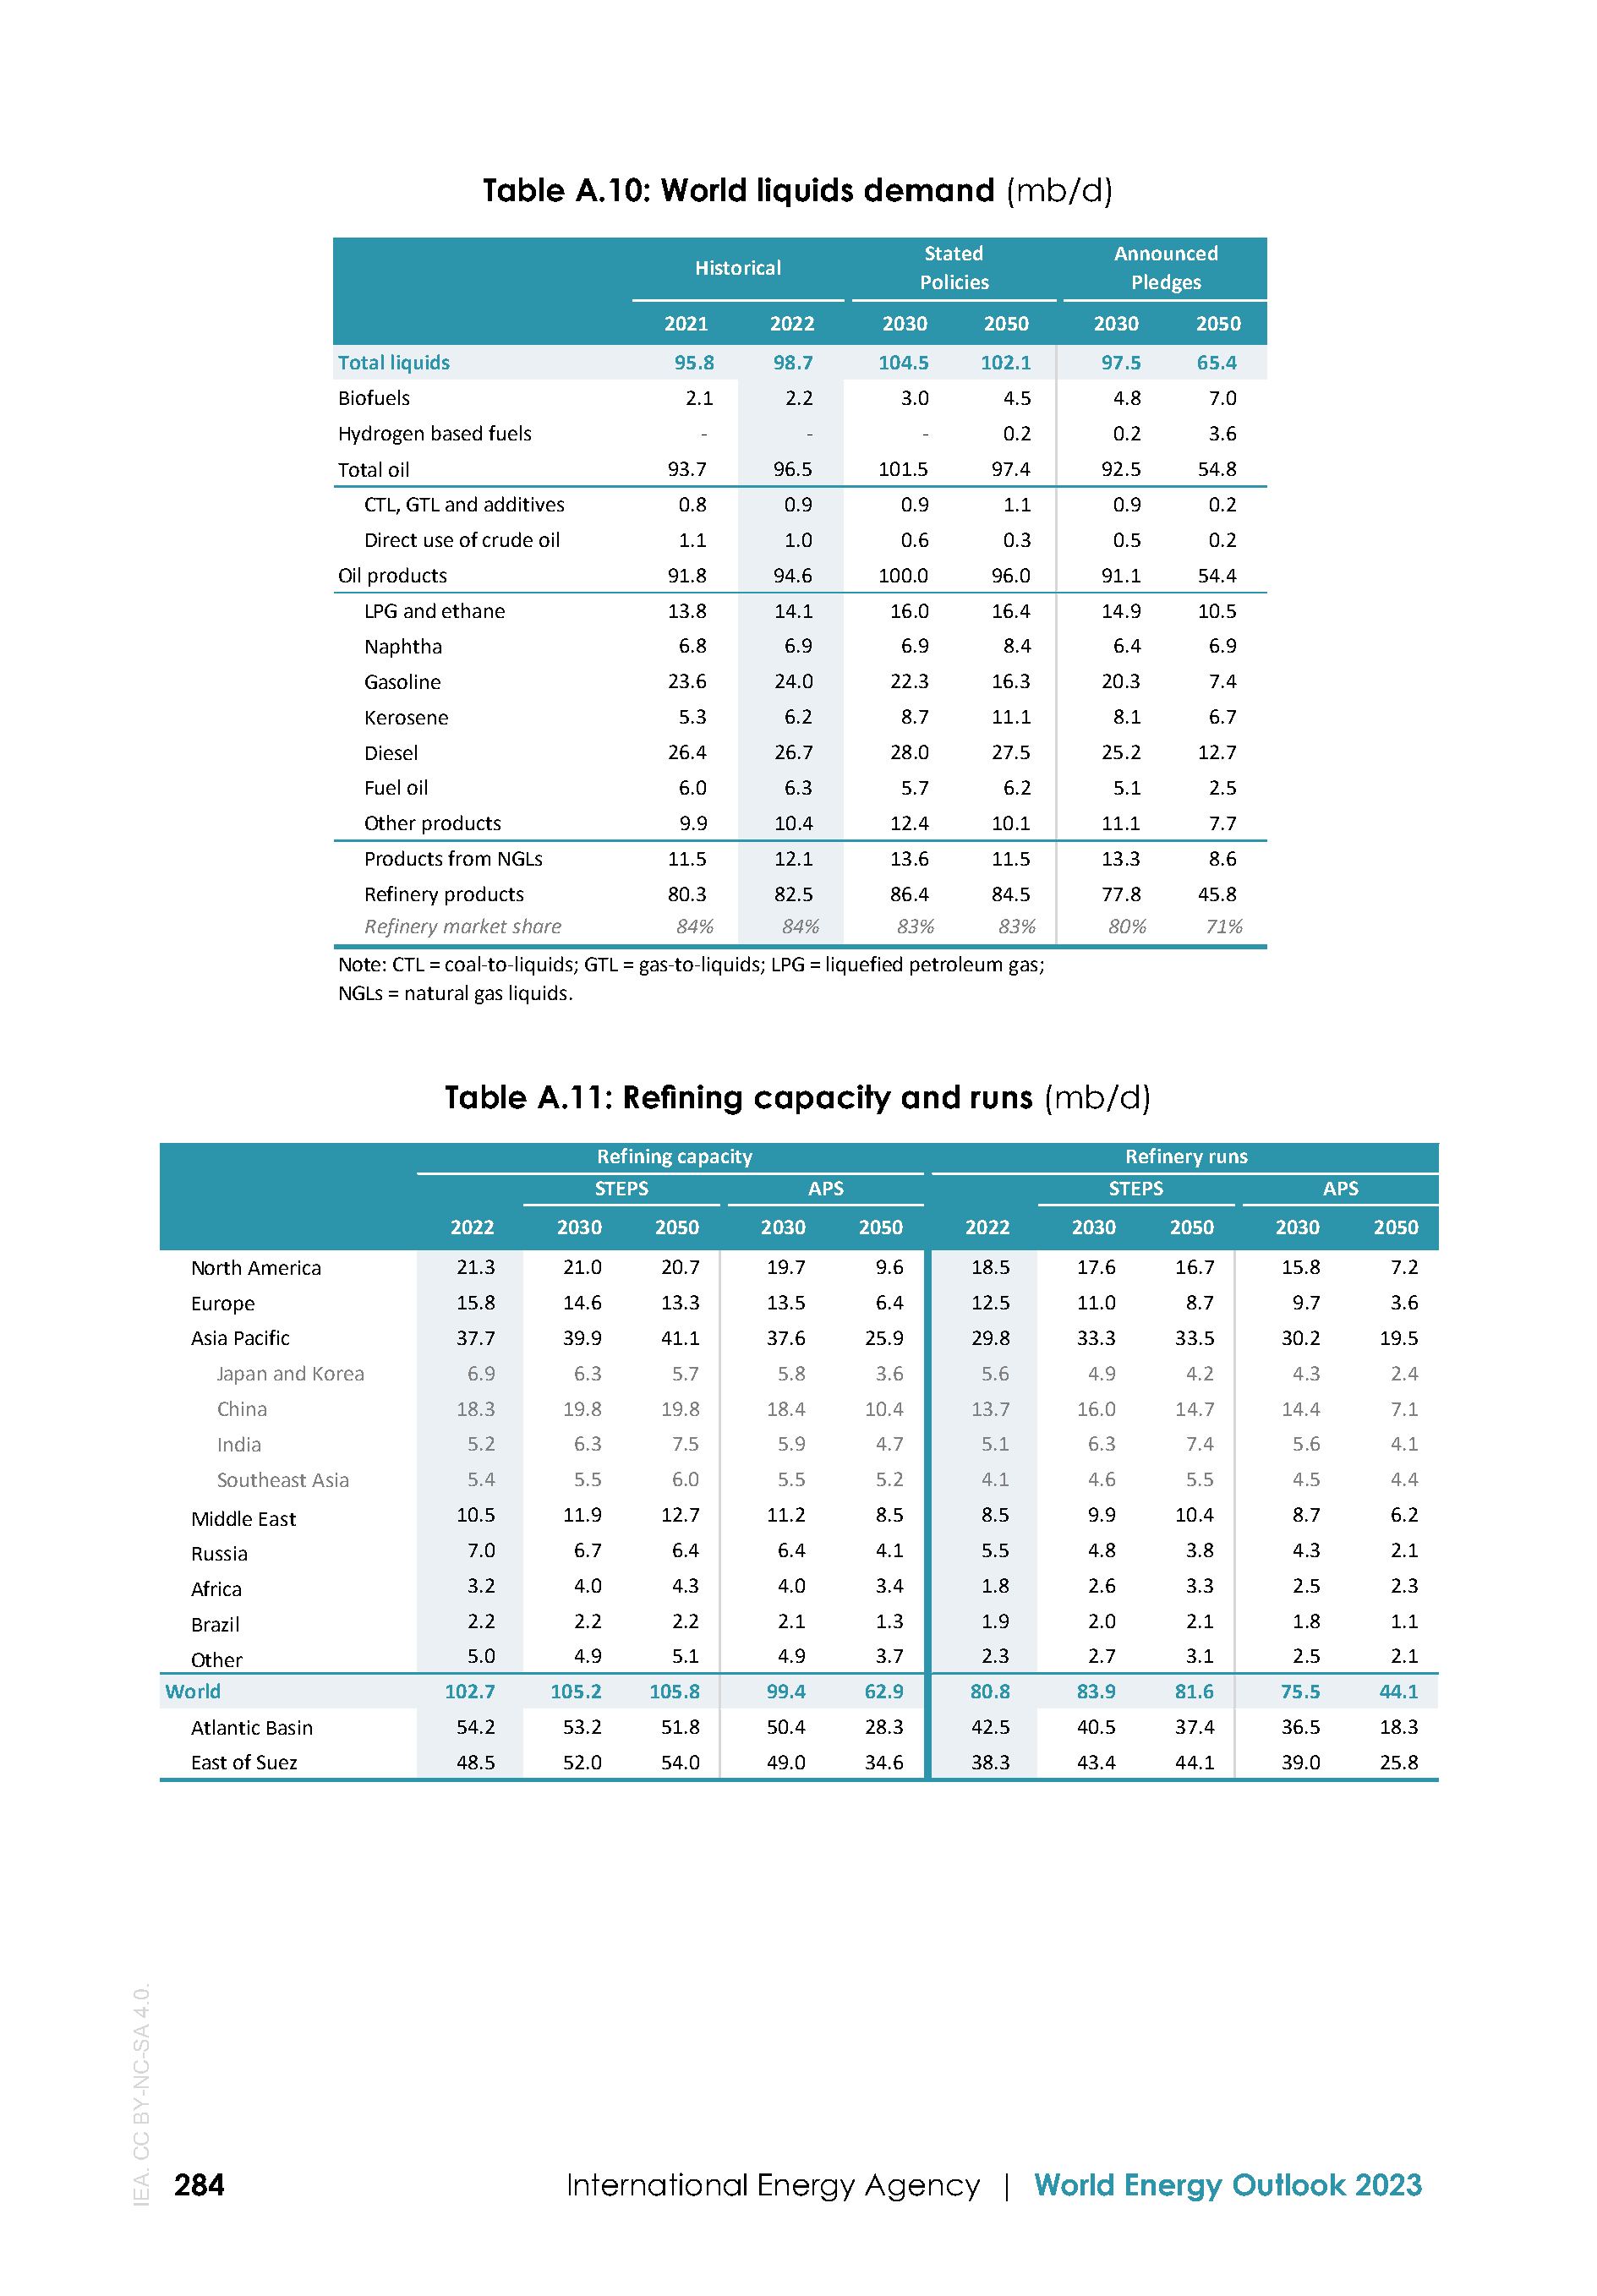 Table A.10: World liquids demand (mb/d)
Historical Stated Policies Announced Pledges
2021 2022 2030 2050 2030 2050
Total liquids 95.8 98.7 104.5 102.1 97.5 65.4
Biofuels 2.1 2.2 3.0 4.5 4.8 7.0
Hydrogen based fuels - - - 0.2 0.2 3.6
Total oil 93.7 96.5 101.5 97.4 92.5 54.8
CTL, GTL and additives 0.8 0.9 0.9 1.1 0.9 0.2
Direct use of crude oil 1.1 1.0 0.6 0.3 0.5 0.2
Oil products 91.8 94.6 100.0 96.0 91.1 54.4
LPG and ethane 13.8 14.1 16.0 16.4 14.9 10.5
Naphtha 6.8 6.9 6.9 8.4 6.4 6.9
Gasoline 23.6 24.0 22.3 16.3 20.3 7.4
Kerosene 5.3 6.2 8.7 11.1 8.1 6.7
Diesel 26.4 26.7 28.0 27.5 25.2 12.7
Fuel oil 6.0 6.3 5.7 6.2 5.1 2.5
Other products 9.9 10.4 12.4 10.1 11.1 7.7
Products from NGLs 11.5 12.1 13.6 11.5 13.3 8.6
Refinery products 80.3 82.5 86.4 84.5 77.8 45.8
Refinery market share 84% 84% 83% 83% 80% 71%
Note: CTL = coal-to-liquids; GTL = gas-to-liquids; LPG = liquefied petroleum gas;
NGLs = natural gas liquids.
Table A.11: Refining capacity and runs (mb/d)
Refining capacity Refinery runs
STEPS APS STEPS APS
2022 2030 2050 2030 2050 2022 2030 2050 2030 2050
North America 21.3 21.0 20.7 19.7 9.6 18.5 17.6 16.7 15.8 7.2
Europe 15.8 14.6 13.3 13.5 6.4 12.5 11.0 8.7 9.7 3.6
Asia Pacific 37.7 39.9 41.1 37.6 25.9 29.8 33.3 33.5 30.2 19.5
Japan and Korea 6.9 6.3 5.7 5.8 3.6 5.6 4.9 4.2 4.3 2.4
China 18.3 19.8 19.8 18.4 10.4 13.7 16.0 14.7 14.4 7.1
India 5.2 6.3 7.5 5.9 4.7 5.1 6.3 7.4 5.6 4.1
Southeast Asia 5.4 5.5 6.0 5.5 5.2 4.1 4.6 5.5 4.5 4.4
Middle East 10.5 11.9 12.7 11.2 8.5 8.5 9.9 10.4 8.7 6.2
Russia 7.0 6.7 6.4 6.4 4.1 5.5 4.8 3.8 4.3 2.1
Africa 3.2 4.0 4.3 4.0 3.4 1.8 2.6 3.3 2.5 2.3
Brazil 2.2 2.2 2.2 2.1 1.3 1.9 2.0 2.1 1.8 1.1
Other 5.0 4.9 5.1 4.9 3.7 2.3 2.7 3.1 2.5 2.1
World 102.7 105.2 105.8 99.4 62.9 80.8 83.9 81.6 75.5 44.1
Atlantic Basin 54.2 53.2 51.8 50.4 28.3 42.5 40.5 37.4 36.5 18.3
East of Suez 48.5 52.0 54.0 49.0 34.6 38.3 43.4 44.1 39.0 25.8
IEA. CC BY-NC-SA 4.0.
284 International Energy Agency | World Energy Outlook 2023